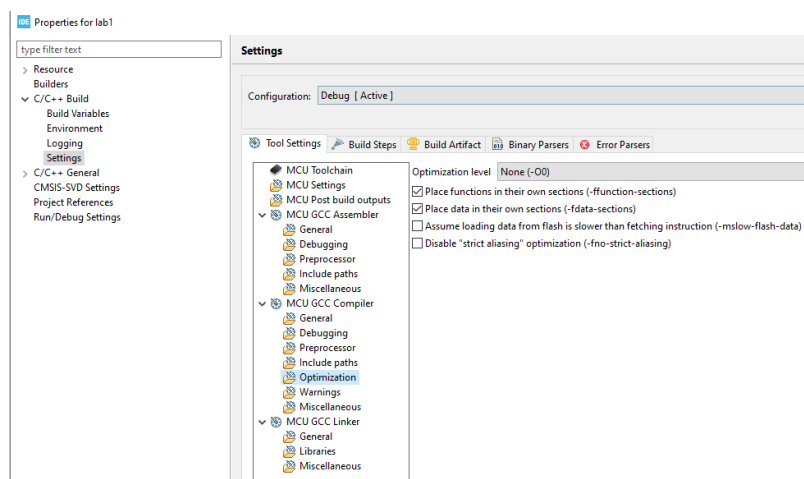 IDE Properties for lab1
type filter text
Resource
Builders
C/C++ Build
Build Variables
Environment
Logging
Settings
C/C++ General
CMSIS-SVD Settings
Project References
Run/Debug Settings
Settings
Configuration: Debug [ Active ]
Tool Settings Build Steps Build Artifact Binary Parsers Error Parsers
MCU Toolchain
MCU Settings
MCU Post build outputs
MCU GCC Assembler
General
Debugging
Preprocessor
Include paths
Miscellaneous
MCU GCC Compiler
General
Debugging
Preprocessor
Include paths
Optimization
Warnings
Miscellaneous
MCU GCC Linker
General
Libraries
Miscellaneous
Optimization level None (-O0)
Place functions in their own sections (-ffunction-sections)
Place data in their own sections (-fdata-sections)
Assume loading data from flash is slower than fetching instruction (-mslow-flash-data)
Disable "strict aliasing" optimization (-fno-strict-aliasing)